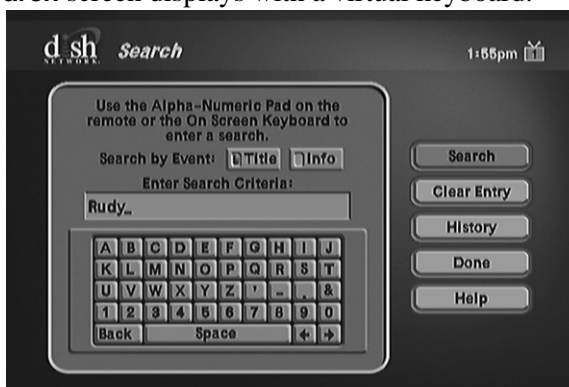 screen displays with a virtual keyboard.
dish
NETWORK.
Search
1:55pm
1
Use the Alpha-Numeric Pad on the
remote or the On Screen Keyboard to
enter a search.
Search by Event: Title Info
Enter Search Criteria:
Rudy_
A B C D E F G H I J
K L M N O P Q R S T
U V W X Y Z ' - . &
1 2 3 4 5 6 7 8 9 0
Back Space ← →
Search
Clear Entry
History
Done
Help